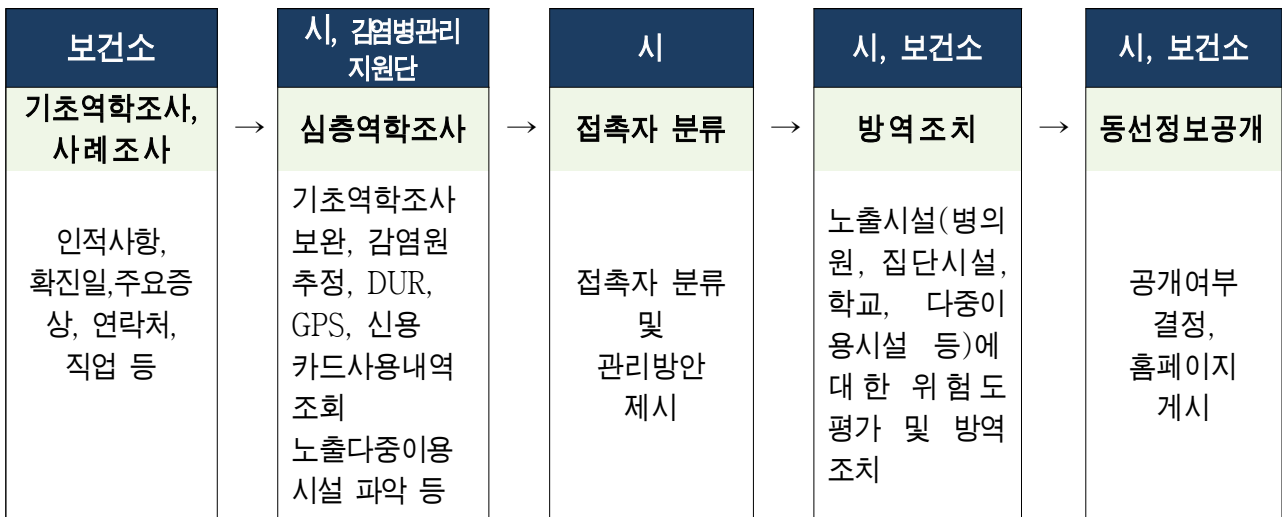 보건소
기초역학조사,
사례조사
인적사항,
확진일,주요증
상, 연락처,
직업 등
→
시, 감염병관리
지원단
심층역학조사
기초역학조사
보완, 감염원
추정, DUR,
GPS, 신용
카드사용내역
조회
노출다중이용
시설 파악 등
→
시
접촉자 분류
접촉자 분류
및
관리방안
제시
→
시, 보건소
방역조치
노출시설(병의
원, 집단시설,
학교, 다중이
용시설 등)에
대한 위험도
평가 및 방역
조치
→
시, 보건소
동선정보공개
공개여부
결정,
홈페이지
게시